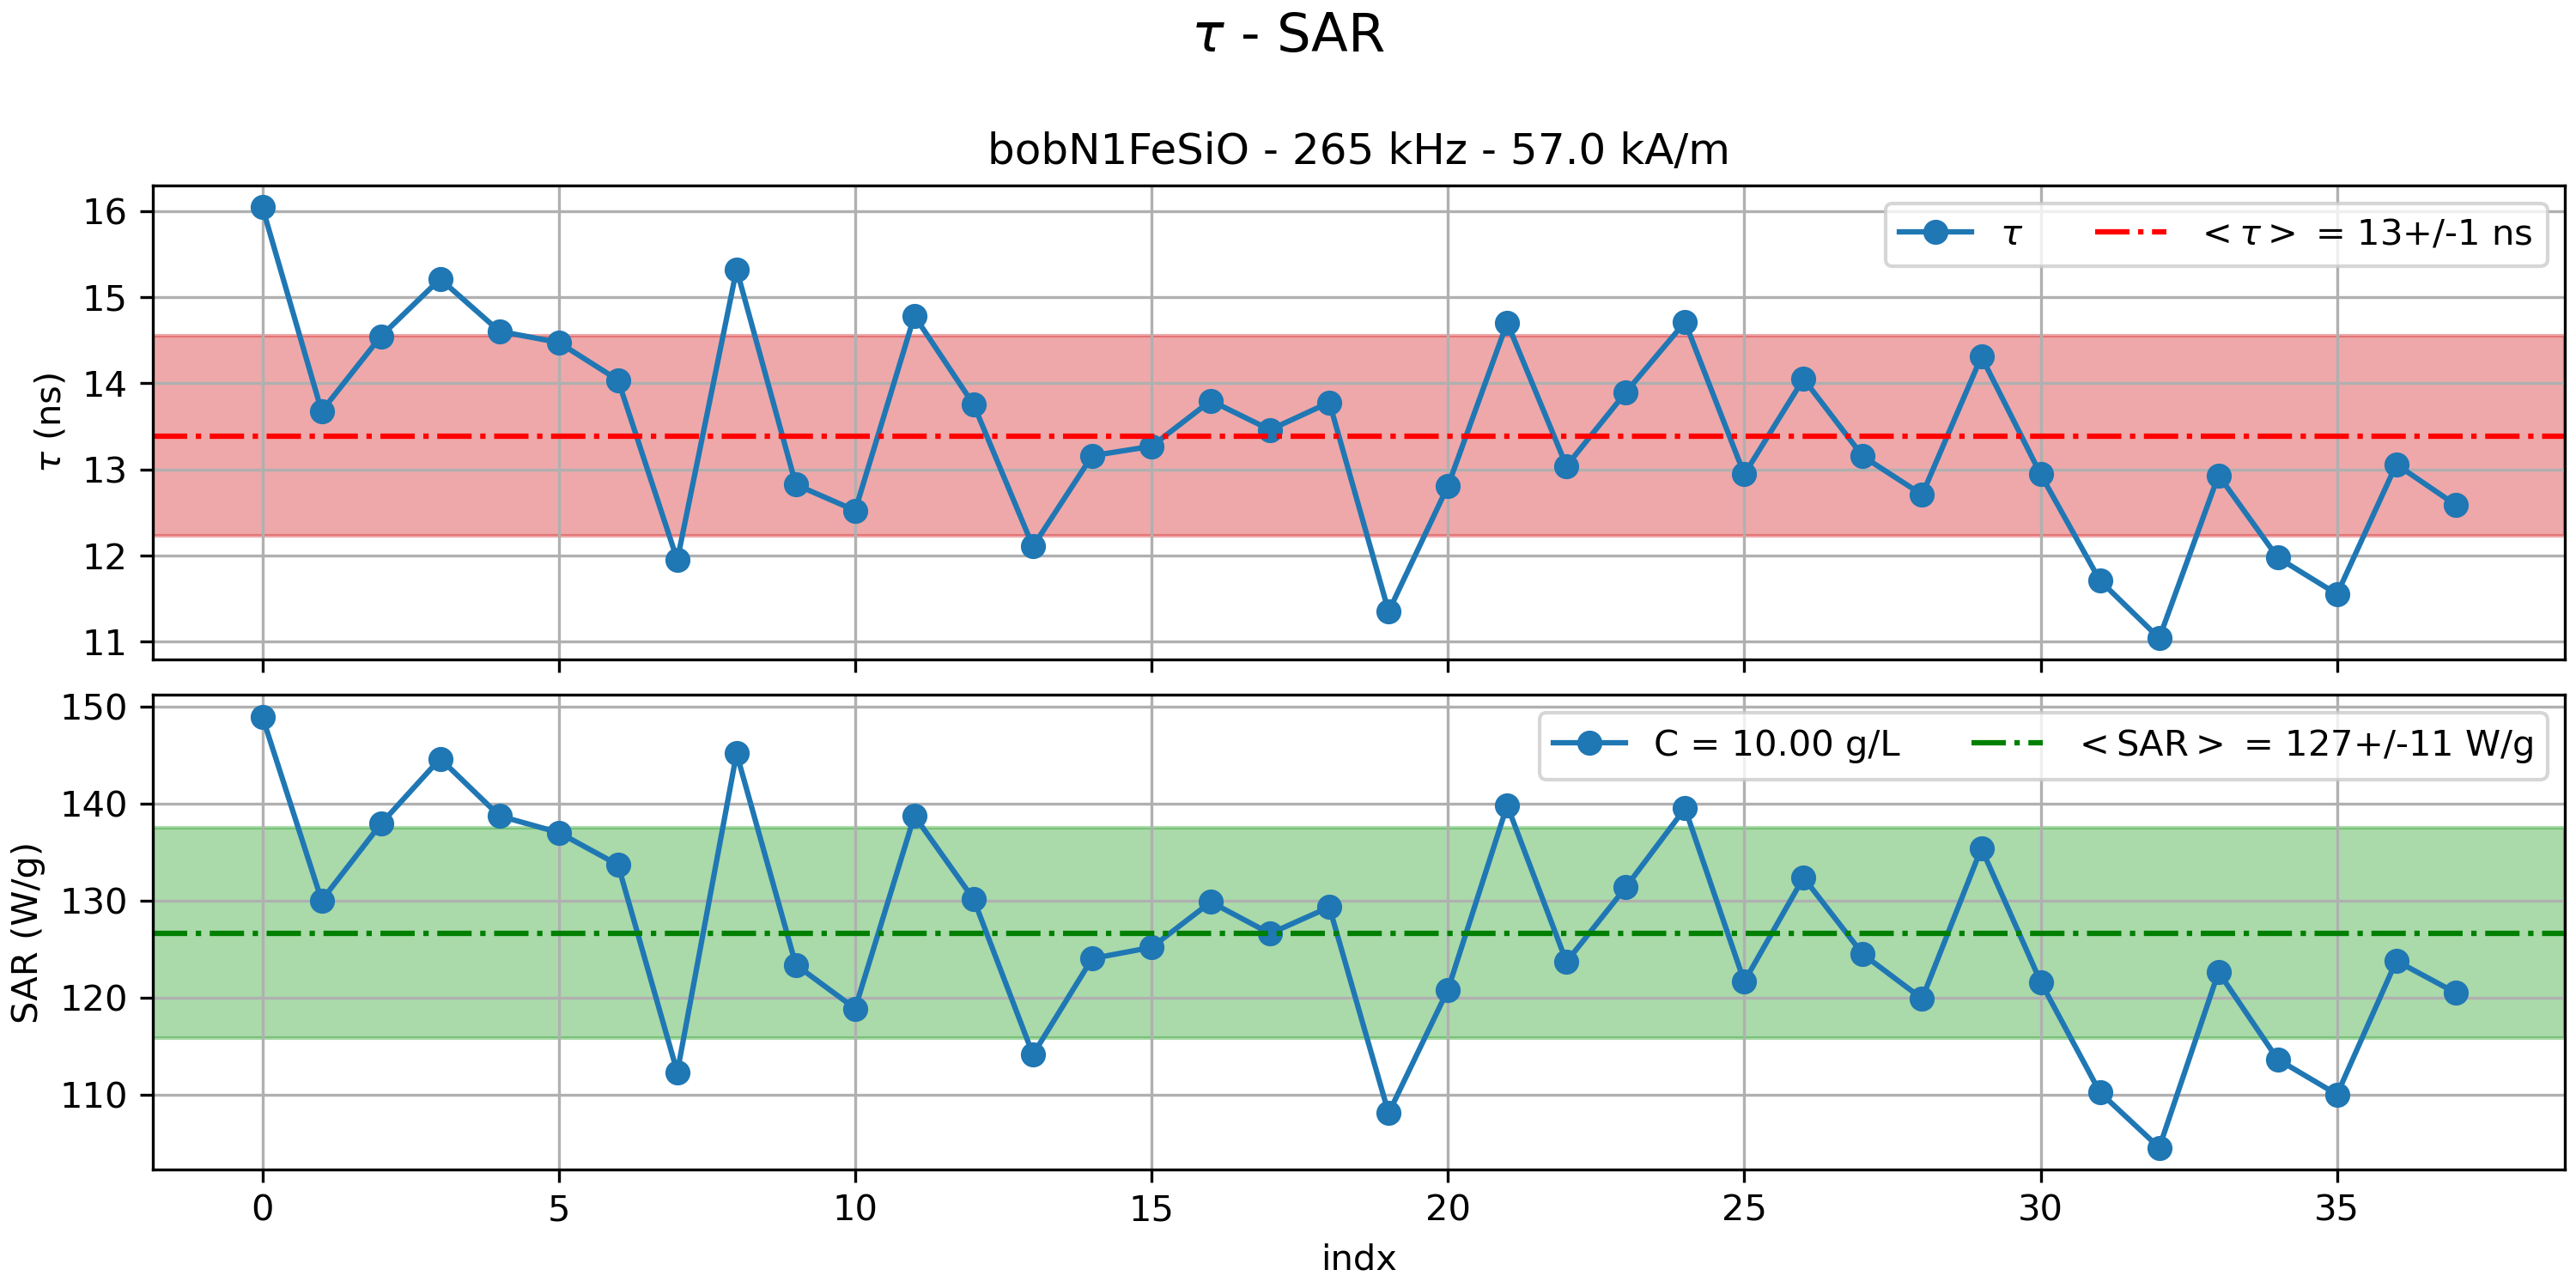 τ - SAR
bobN1FeSiO - 265 kHz - 57.0 kA/m
16
15
14
13
12
11
τ (ns)
τ
<τ> = 13+/-1 ns
150
140
130
120
110
SAR (W/g)
C = 10.00 g/L
<SAR> = 127+/-11 W/g
0 5 10 15 20 25 30 35
indx